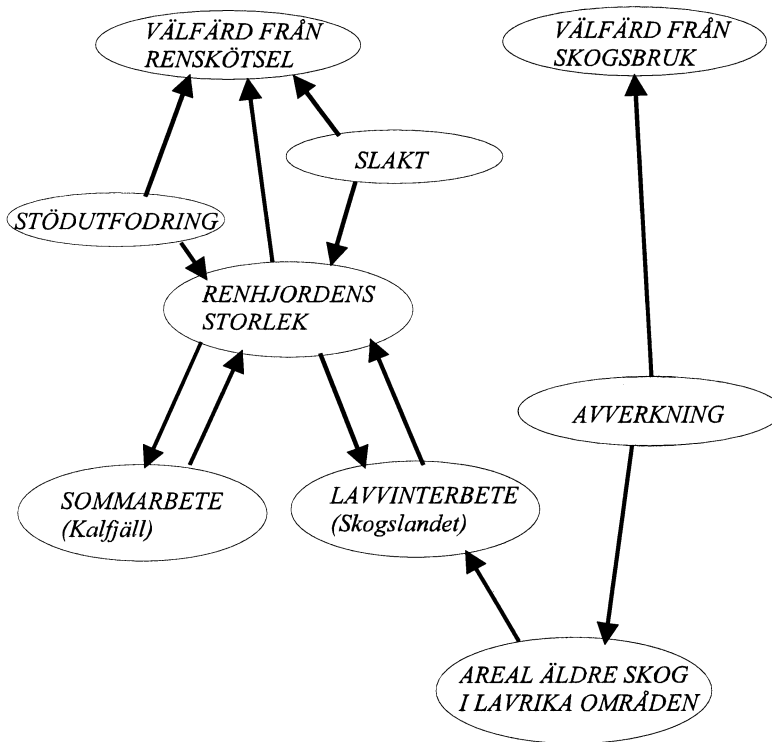 VÄLFÄRD FRÅN
RENSKÖTSEL
VÄLFÄRD FRÅN
SKOGSBRUK
SLAKT
STÖDUTFODRING
RENHJORDENS
STORLEK
AVVERKNING
SOMMARBETE
(Kalfjäll)
LAVVINTERBETE
(Skogslandet)
AREAL ÄLDRE SKOG
I LAVRIKA OMRÅDEN